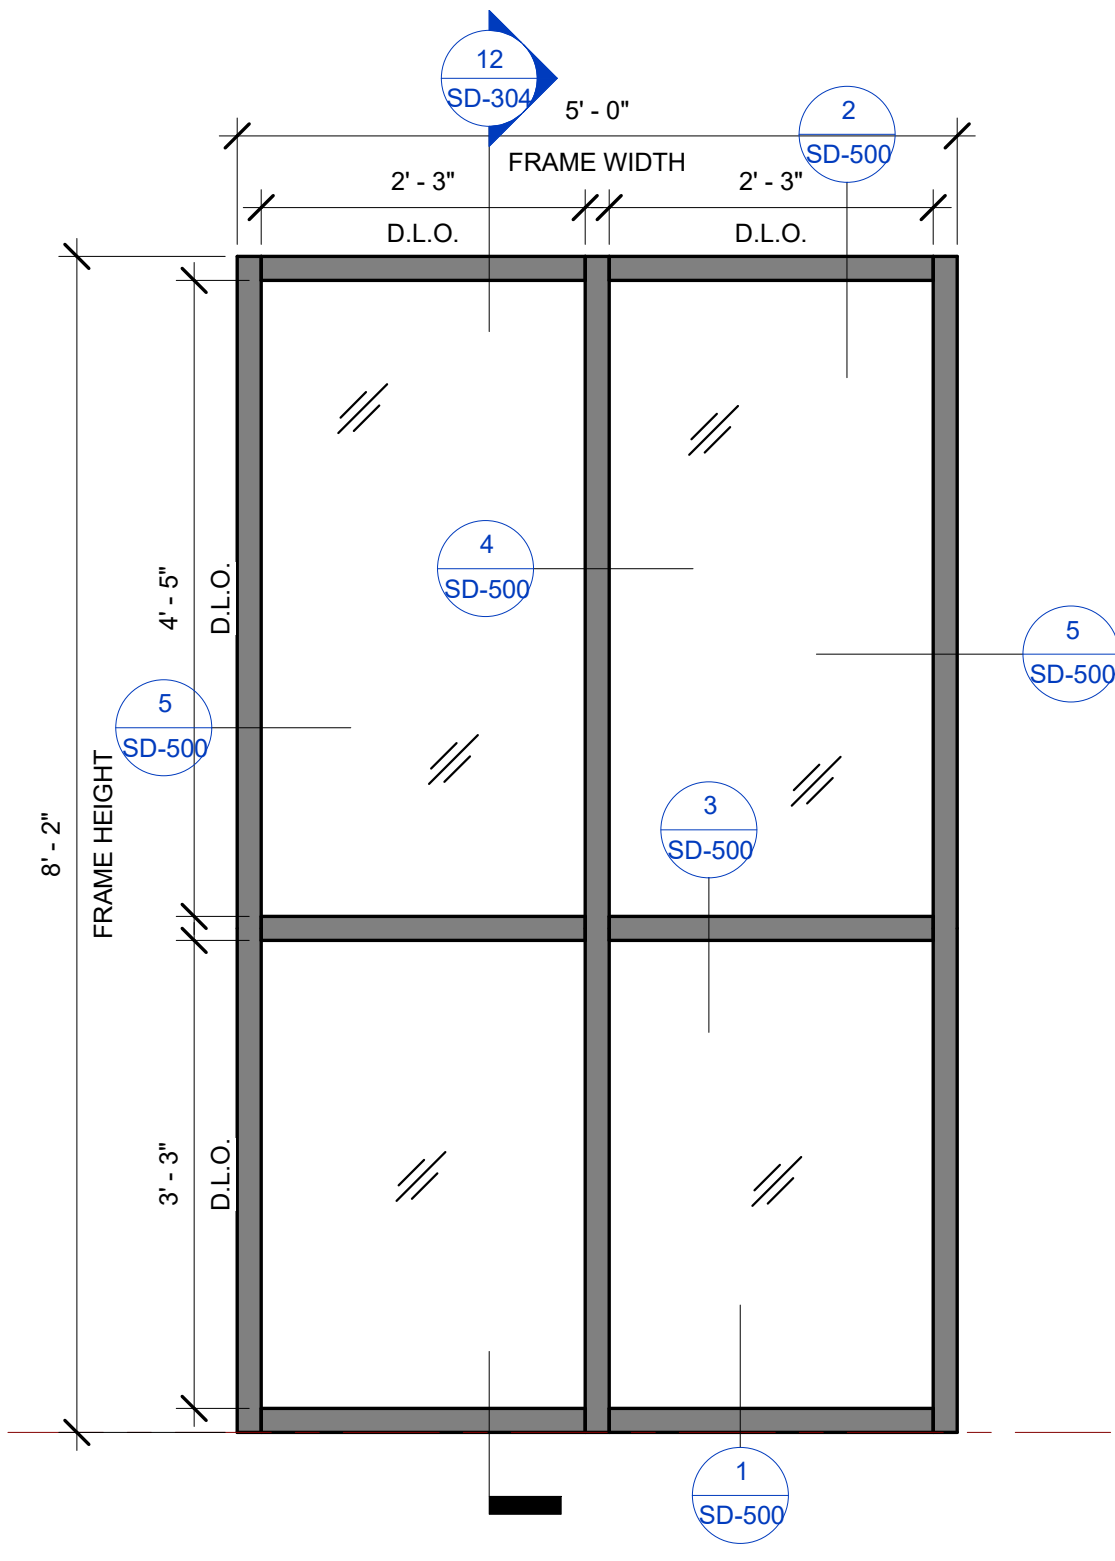 12
SD-304
5' - 0"
2
SD-500
FRAME WIDTH
2' - 3"
2' - 3"
D.L.O.
D.L.O.
4
SD-500
4' - 5"
D.L.O.
5
SD-500
5
SD-500
8' - 2"
FRAME HEIGHT
3
SD-500
3' - 3"
D.L.O.
1
SD-500